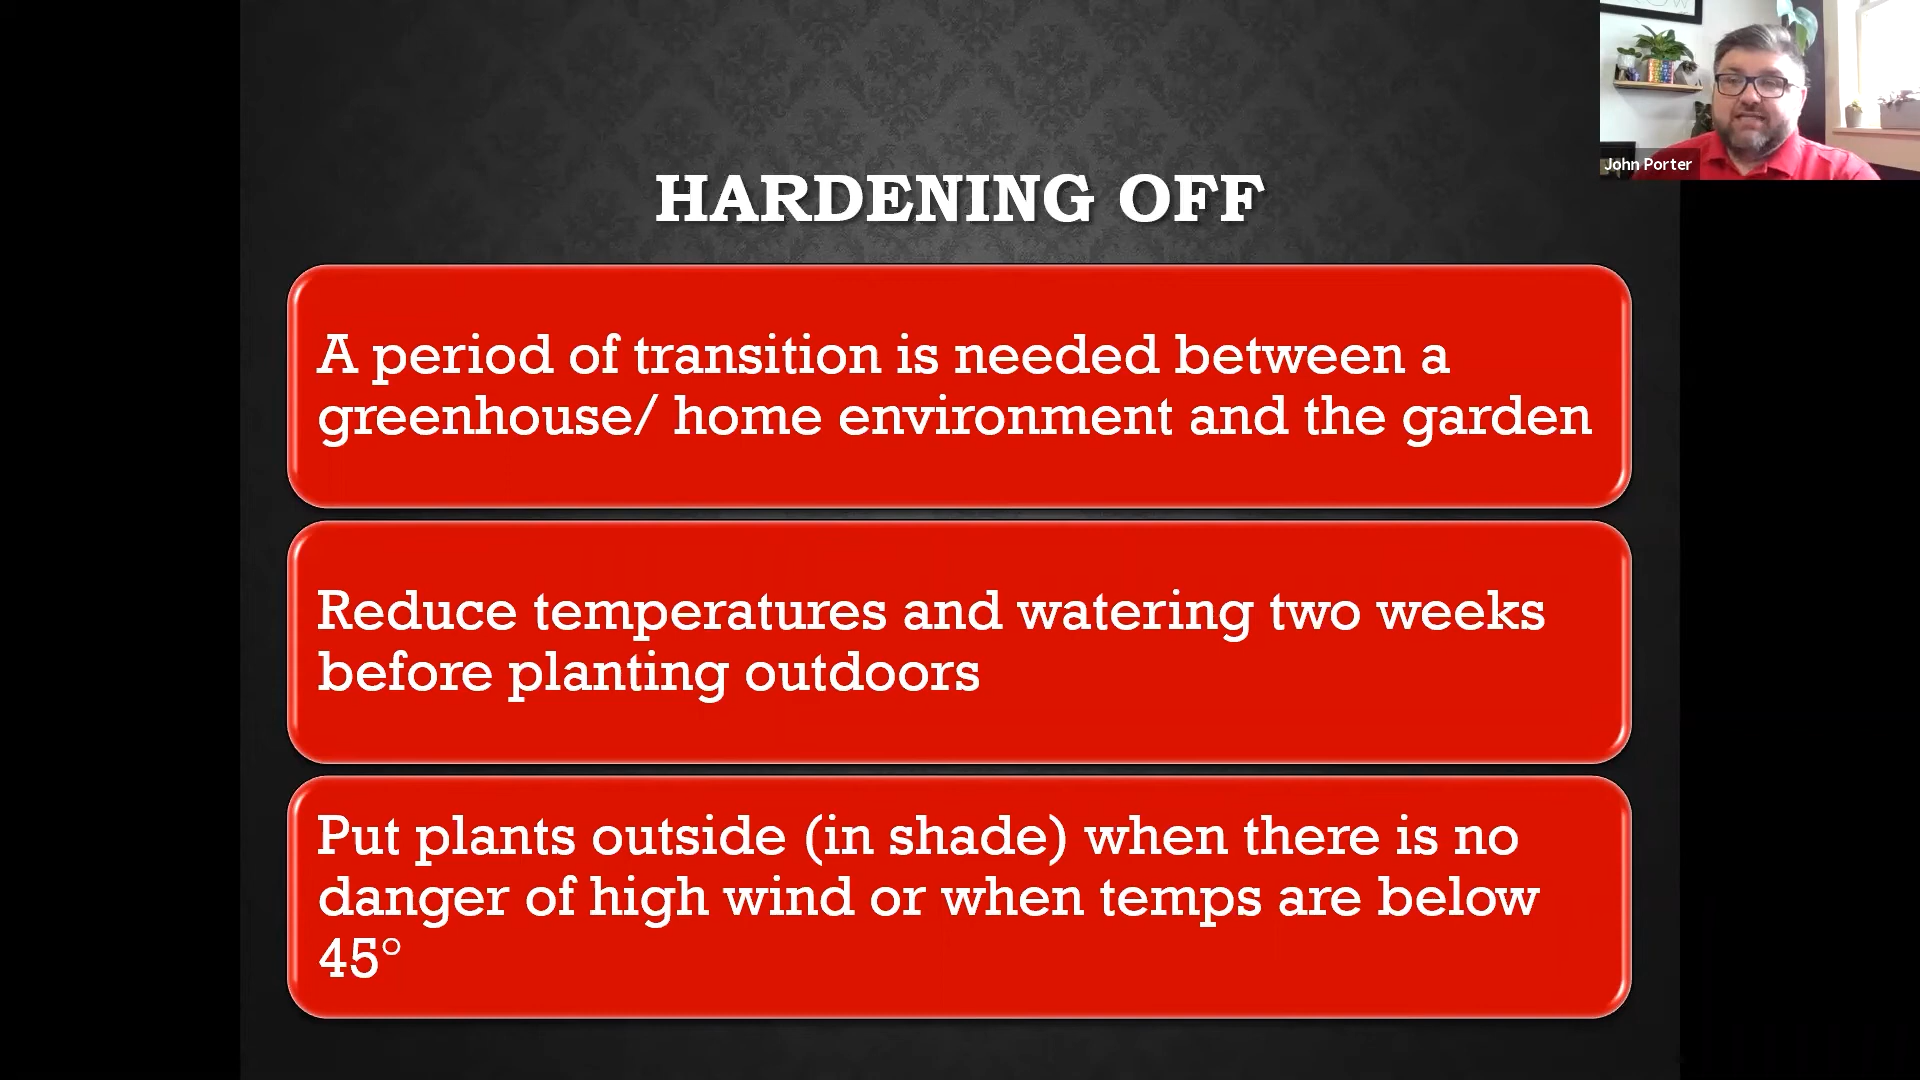 John Porter
HARDENING OFF
A period of transition is needed between a
greenhouse/ home environment and the garden
Reduce temperatures and watering two weeks
before planting outdoors
Put plants outside (in shade) when there is no
danger of high wind or when temps are below
45°